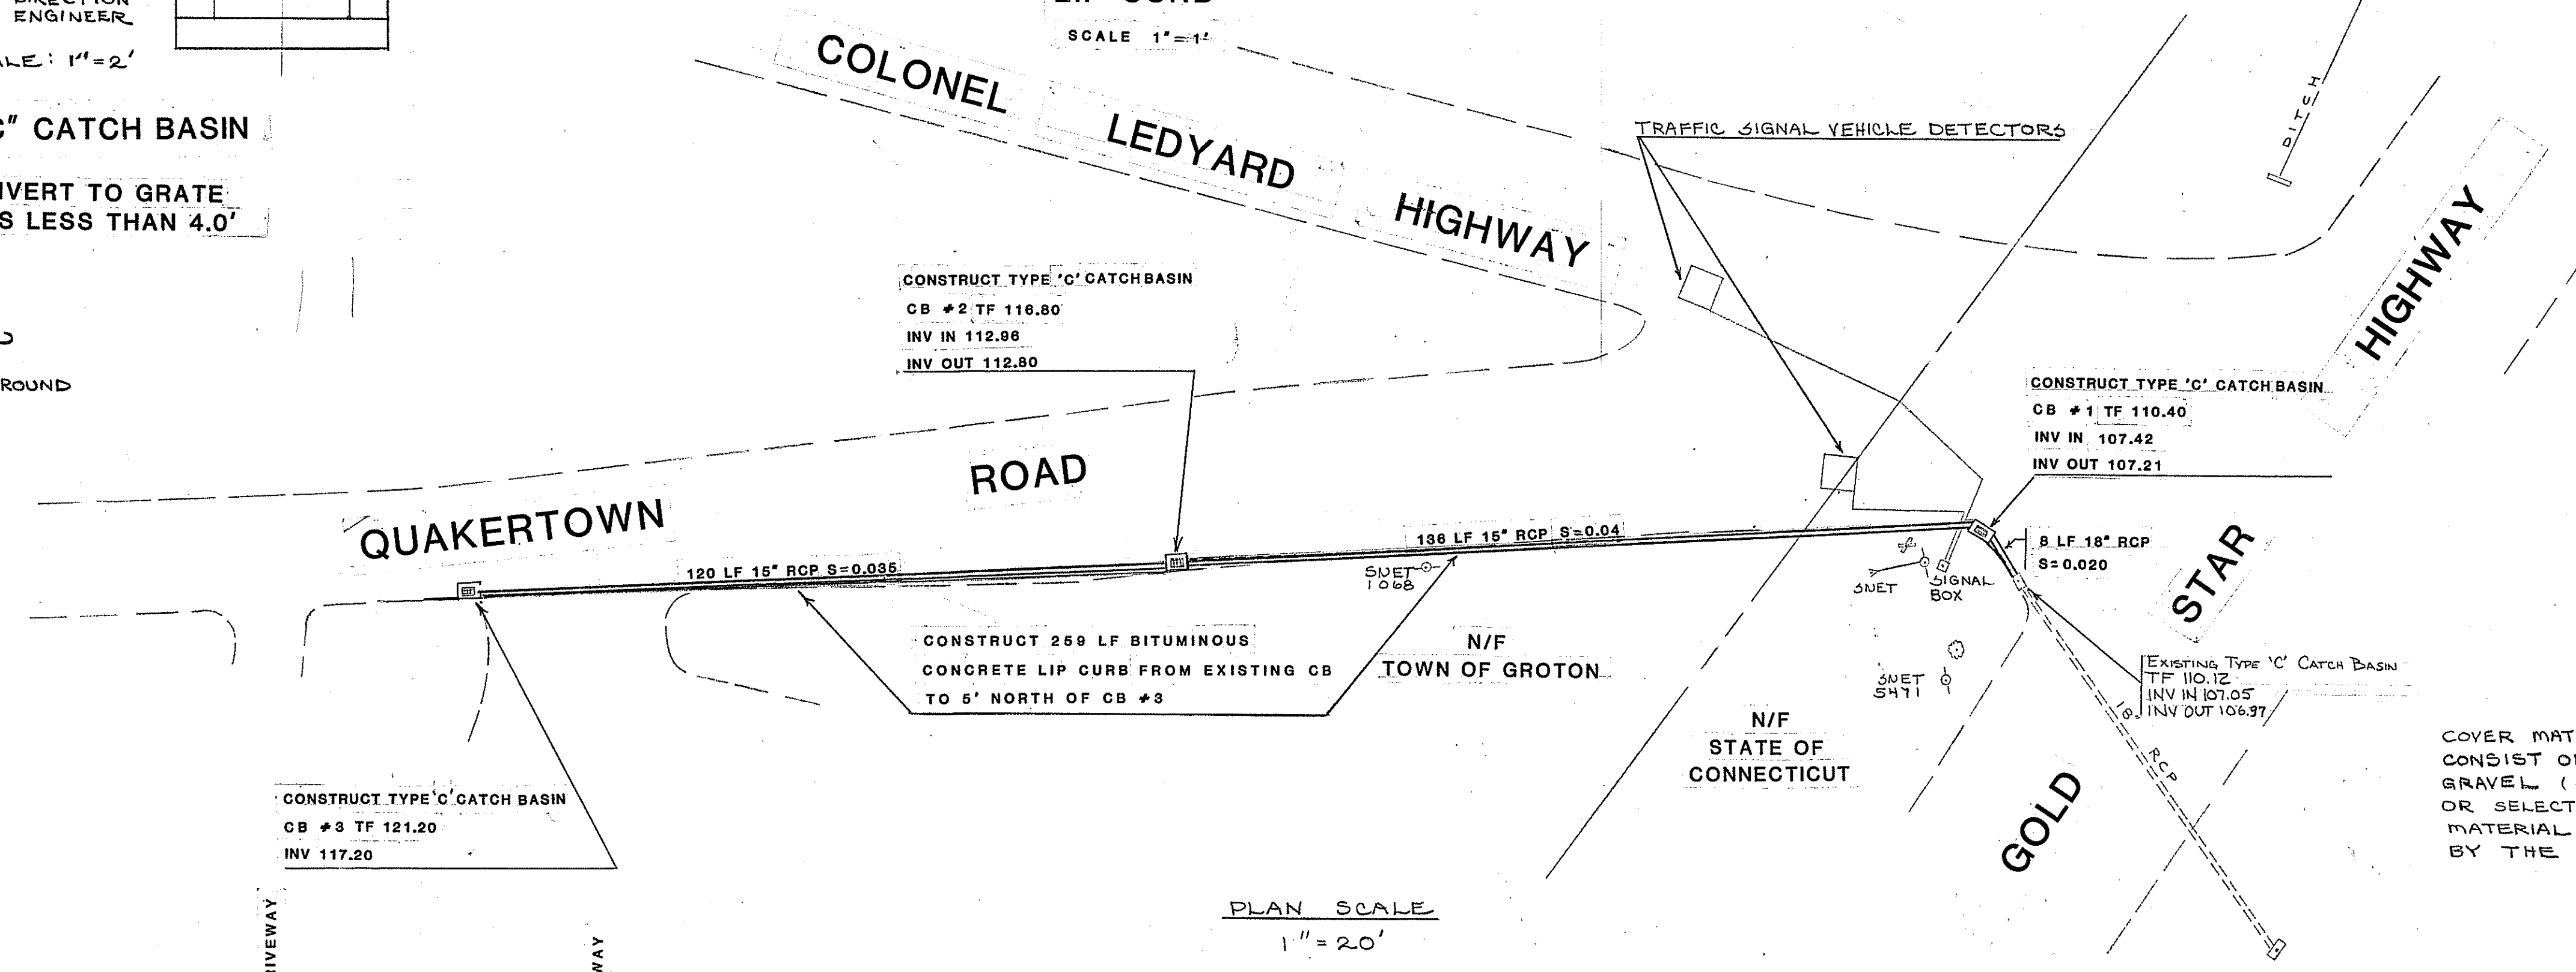 DIRECTION
ENGINEER
SCALE 1"=1'
1"=2'
" CATCH BASIN
TO GRATE
LESS THAN 4.0'
COLONEL
LEDYARD
HIGHWAY
TRAFFIC SIGNAL VEHICLE DETECTORS
DITCH
HIGHWAY
STAR
GOLD
CONSTRUCT TYPE 'C' CATCH BASIN
CB #2 TF 116.80
INV IN 112.96
INV OUT 112.80
CONSTRUCT TYPE 'C' CATCH BASIN
CB #1 TF 110.40
INV IN 107.42
INV OUT 107.21
QUAKERTOWN
ROAD
120 LF 15" RCP S=0.035
136 LF 15" RCP S=0.04
8 LF 18" RCP
S=0.020
SNET
1068
SNET
SIGNAL
BOX
SNET
5471
CONSTRUCT 259 LF BITUMINOUS
CONCRETE LIP CURB FROM EXISTING CB
TO 5' NORTH OF CB #3
N/F
TOWN OF GROTON
N/F
STATE OF
CONNECTICUT
EXISTING TYPE 'C' CATCH BASIN
TF 110.12
INV IN 107.05
INV OUT 106.97
18"
RCP
CONSTRUCT TYPE 'C' CATCH BASIN
CB #3 TF 121.20
INV 117.20
COVER
CONSIST
GRAVEL (
OR SELECT
MATERIAL
BY THE
PLAN SCALE
1"=20'